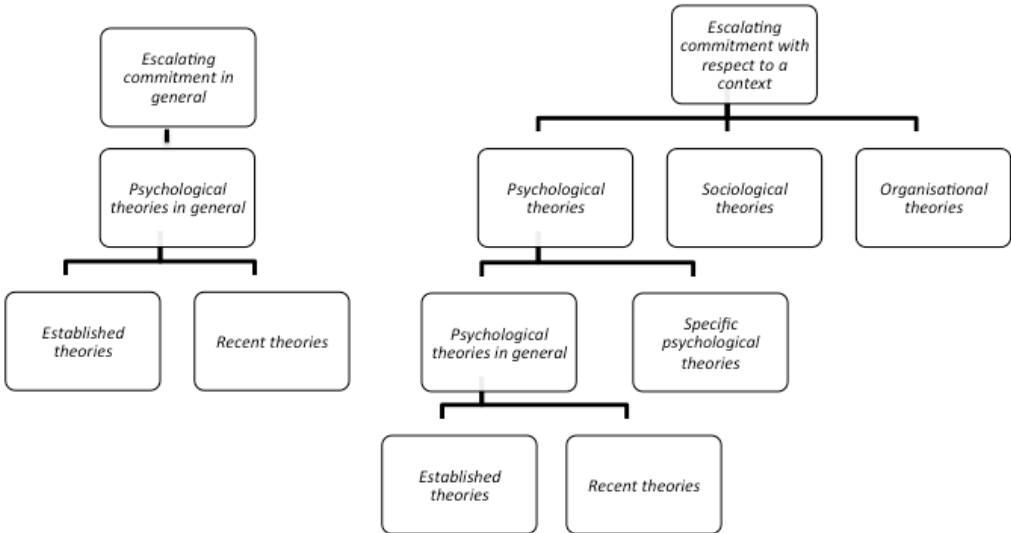 Escalating
commitment in
general
Psychological
theories in general
Established
theories
Recent theories
Escalating
commitment with
respect to a
context
Psychological
theories
Sociological
theories
Organisational
theories
Psychological
theories in general
Specific
psychological
theories
Established
theories
Recent theories